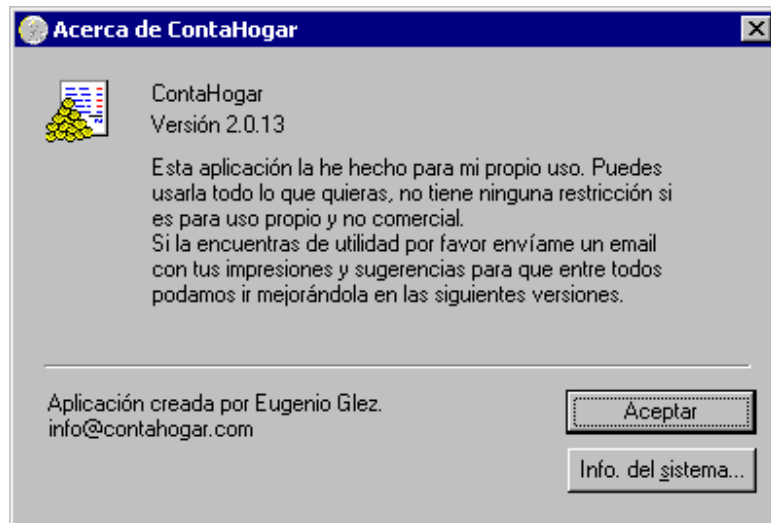 Acerca de ContaHogar
ContaHogar
Versión 2.0.13
Esta aplicación la he hecho para mi propio uso. Puedes
usarla todo lo que quieras, no tiene ninguna restricción si
es para uso propio y no comercial.
Si la encuentras de utilidad por favor envíame un email
con tus impresiones y sugerencias para que entre todos
podamos ir mejorándola en las siguientes versiones.
Aplicación creada por Eugenio Glez.
info@contahogar.com
Aceptar
Info. del sistema...